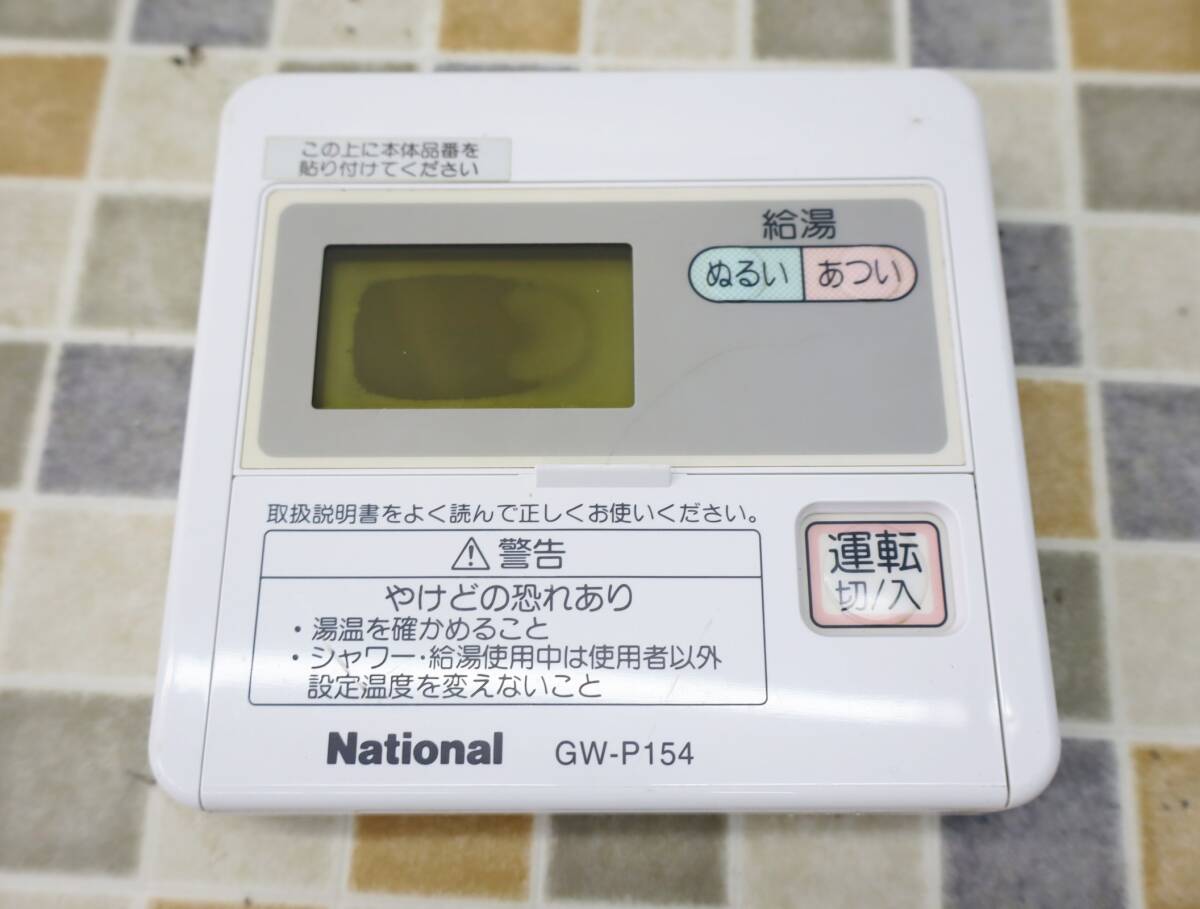 この上に本体品番を
貼り付けてください
給湯
ぬるい あつい
取扱説明書をよく読んで正しくお使いください。
運転
切/入
⚠ 警告
やけどの恐れあり
・湯温を確かめること
・シャワー・給湯使用中は使用者以外
設定温度を変えないこと
National GW-P154